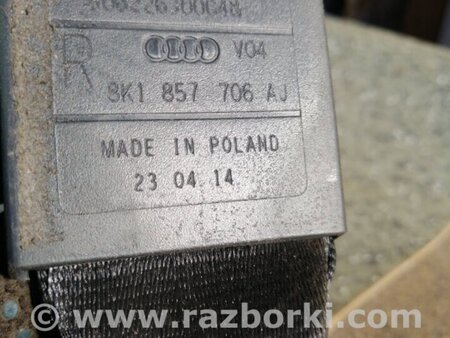 R V04
8K1 857 706 AJ
MADE IN POLAND
23 04 14
www.razborki.com